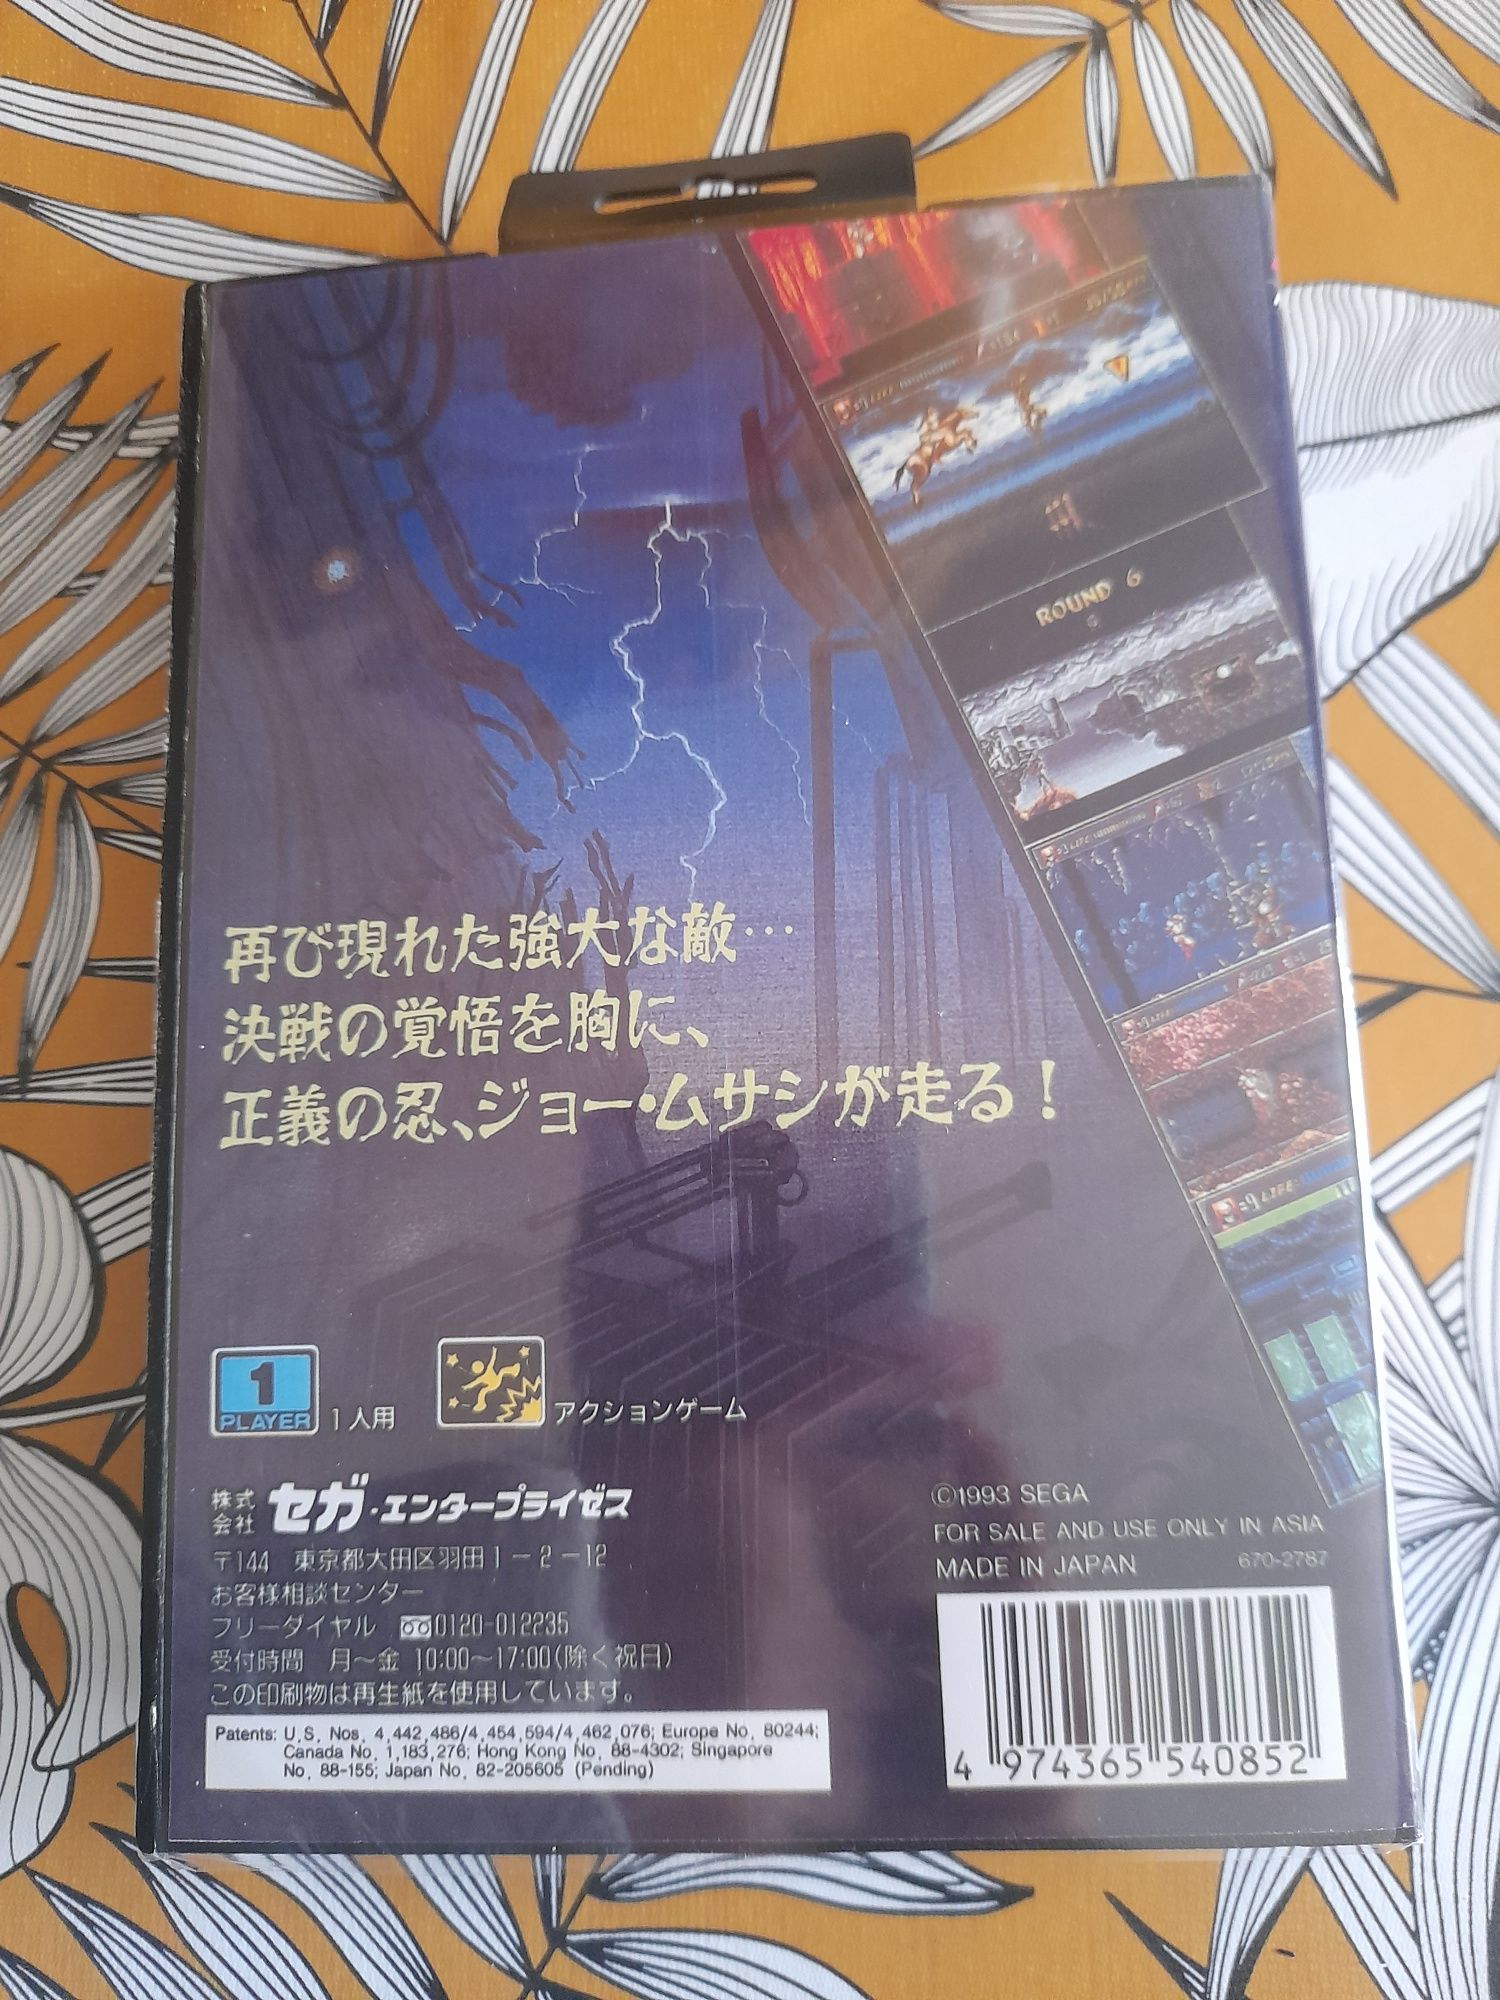 ROUND 6
再び現れた強大な敵…
決戦の覚悟を胸に、
正義の忍、ジョー・ムサシが走る！
=9 LIFE
1
PLAYER
1人用
アクションゲーム
株式会社 セガ・エンタープライゼス
〒144 東京都大田区羽田1-2-12
お客様相談センター
フリーダイヤル 0120-012235
受付時間 月〜金 10:00〜17:00(除く祝日)
この印刷物は再生紙を使用しています。
Patents: U.S. Nos. 4,442,486/4,454,594/4,462,076; Europe No. 80244;
Canada No. 1,183,276; Hong Kong No. 88-4302; Singapore
No. 88-155; Japan No. 82-205605 (Pending)
©1993 SEGA
FOR SALE AND USE ONLY IN ASIA
MADE IN JAPAN 670-2787
4 974365 540852